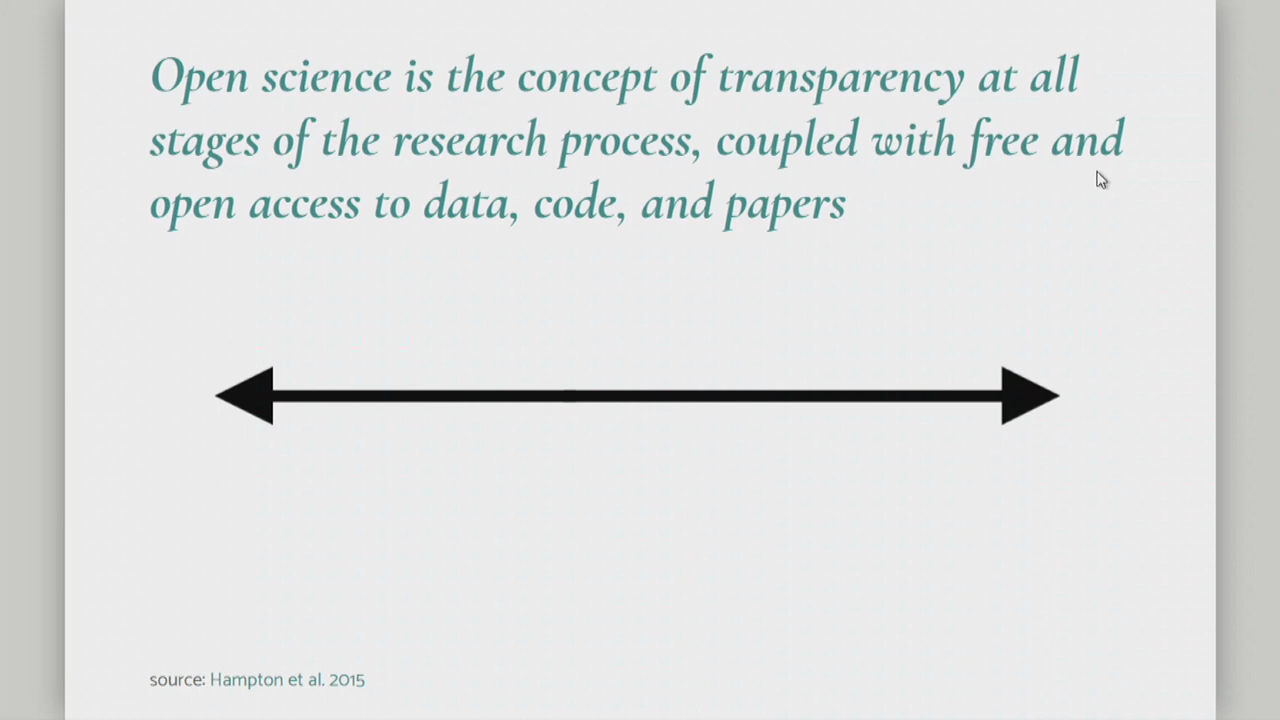 Open science is the concept of transparency at all
stages of the research process, coupled with free and
open access to data, code, and papers
source: Hampton et al. 2015